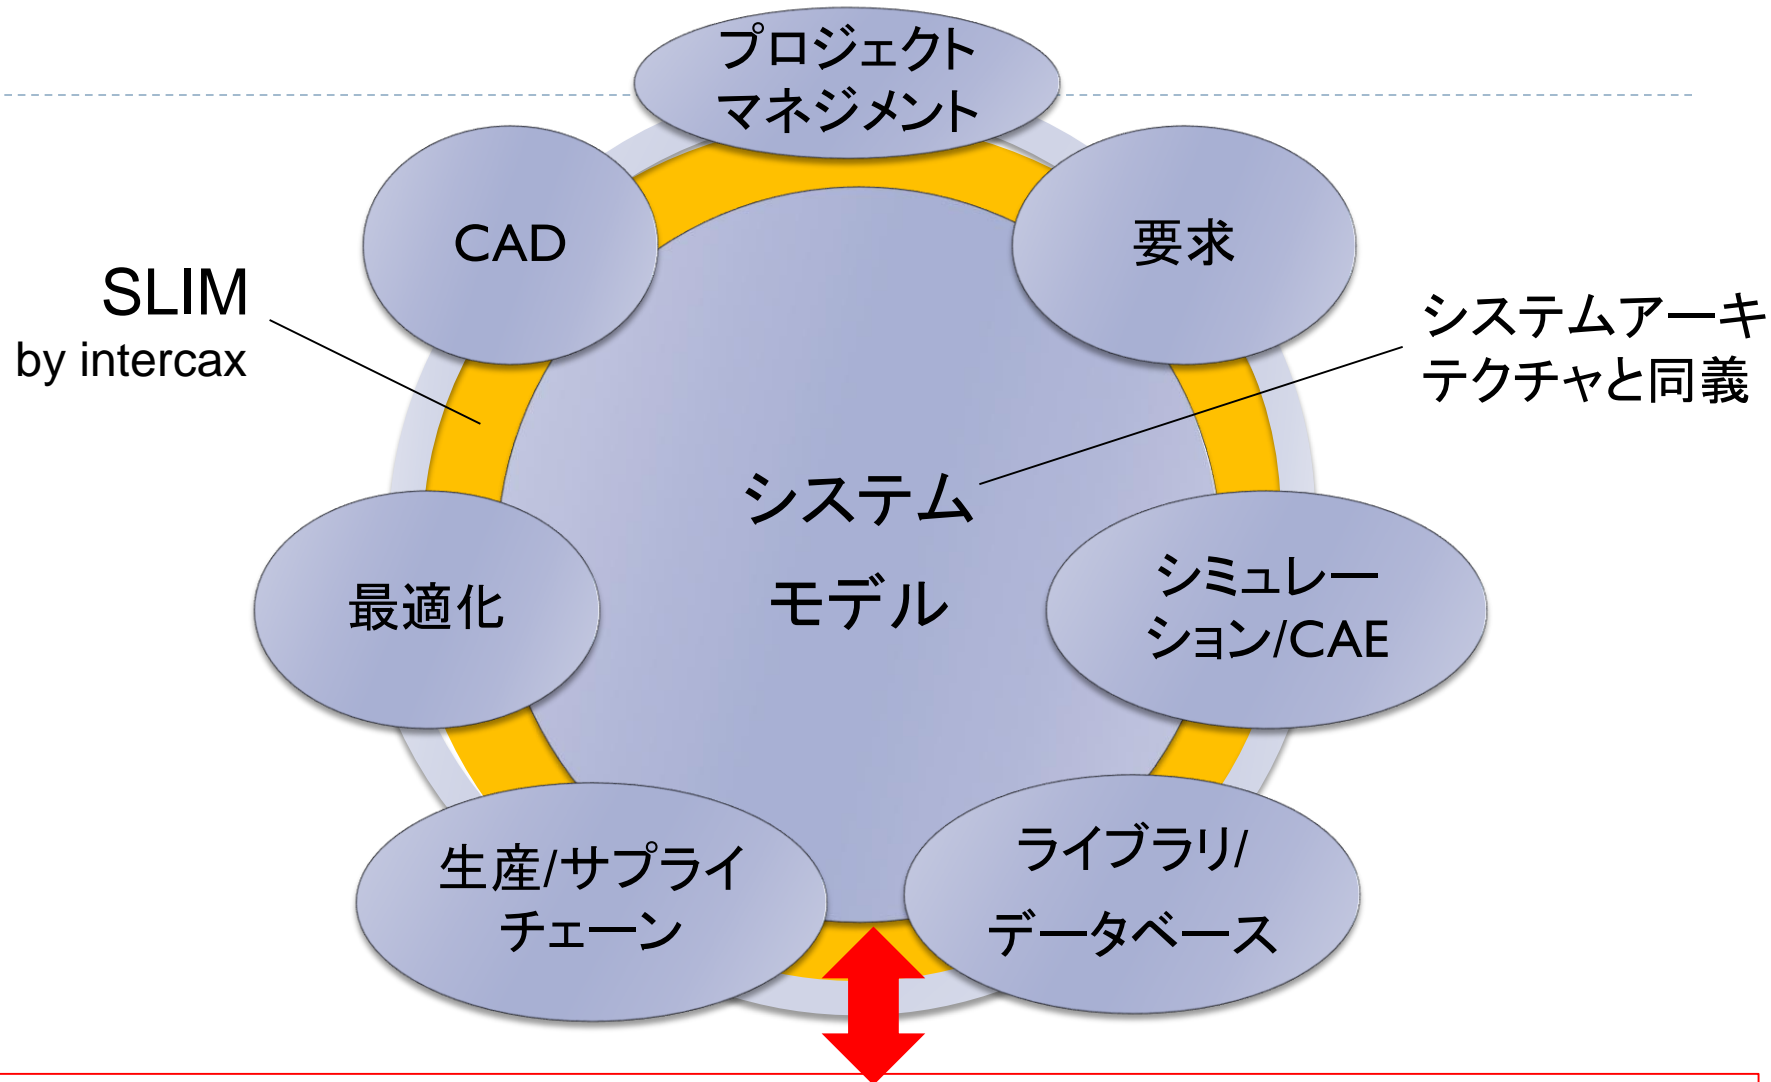 プロジェクト
マネジメント
CAD
要求
SLIM
by intercax
システムアーキ
テクチャと同義
システム
モデル
最適化
シミュレー
ション/CAE
生産/サプライ
チェーン
ライブラリ/
データベース